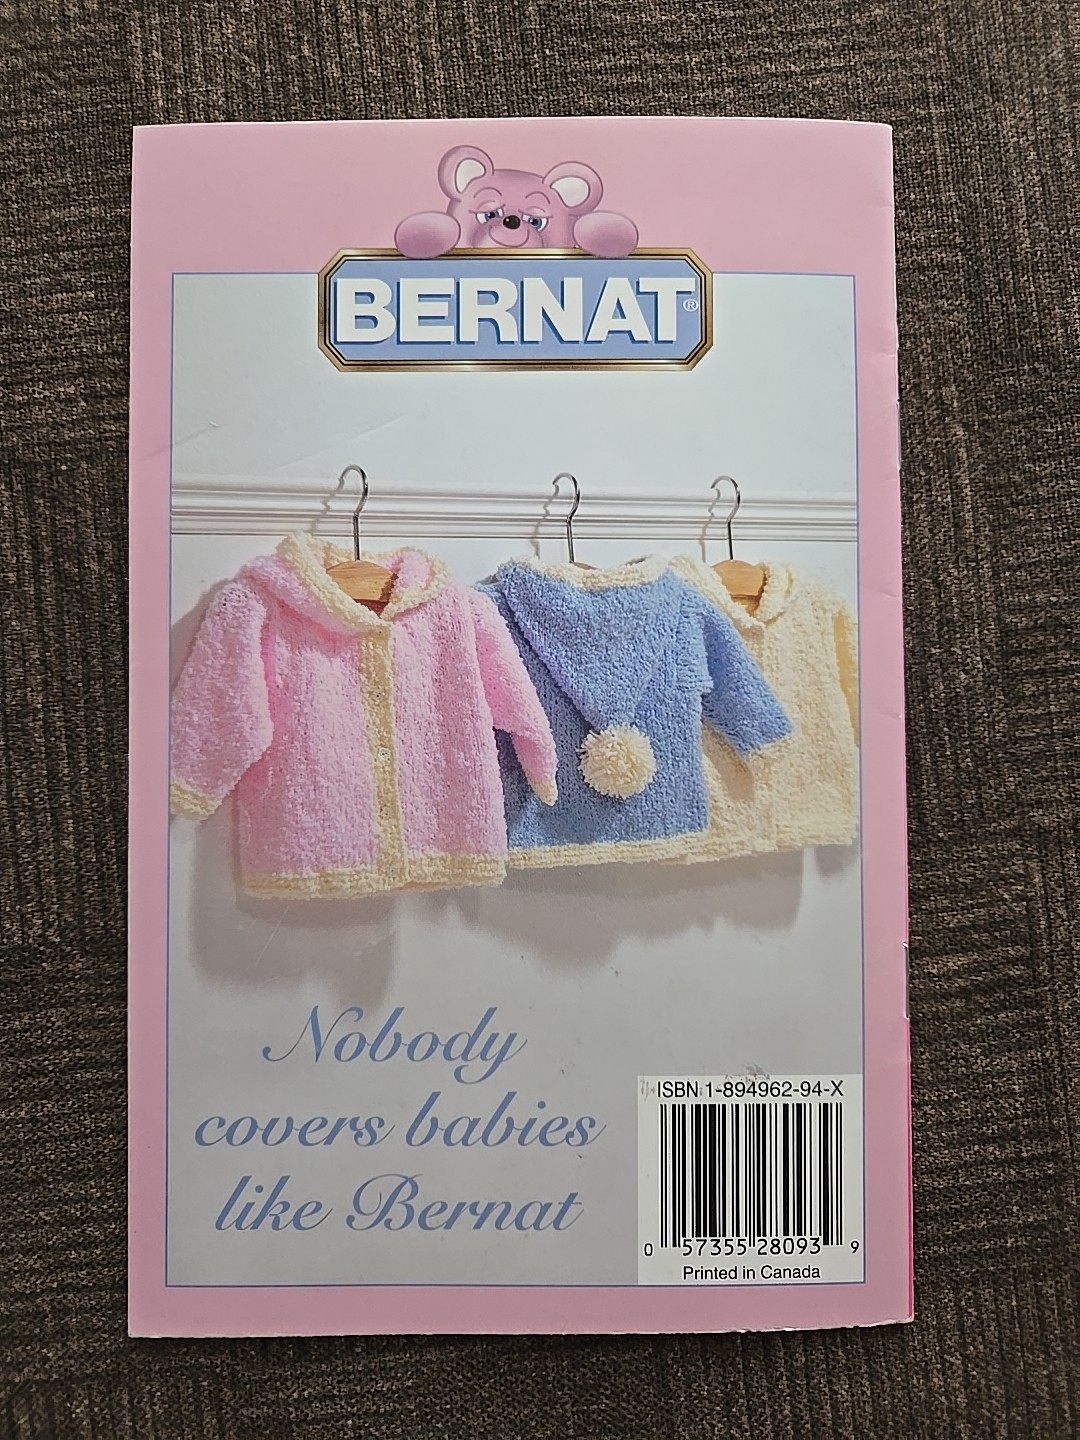 BERNAT®
Nobody
covers babies
like Bernat
ISBN 1-894962-94-X
0 57355 28093 9
Printed in Canada